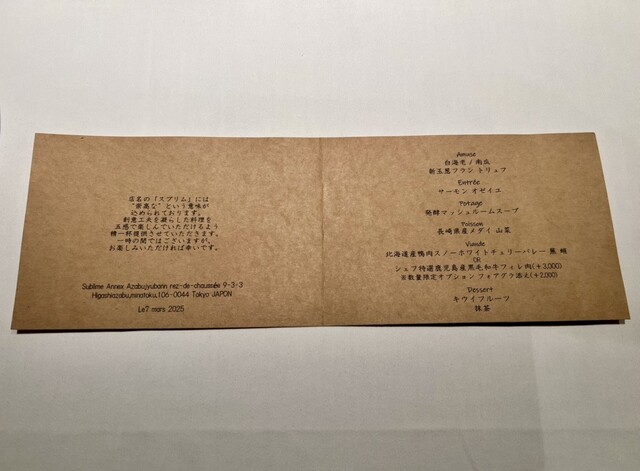 店名の「スブリム」には
"崇高な"という意味が
込められております。
創意工夫を凝らした料理を
五感で楽しんでいただけるよう
精一杯提供させていただきます。
一時の間ではございますが、
お楽しみいただければ幸いです。
Sublime Annex Azabujyubann rez-de-chaussée 9-3-3
Higashiazabu,minatoku,106-0044 Tokyo JAPON
Le7 mars 2025
Amuse
白海老 / 南瓜
新玉葱フラン トリュフ
Entrée
サーモン オゼイユ
Potage
発酵マッシュルームスープ
Poisson
長崎県産メダイ 山菜
Viande
北海道産鴨肉スノーホワイトチェリーバレー 蕪
OR
シェフ特選鹿児島産黒毛和牛フィレ肉(+3,000)
※数量限定オプション フォアグラ添え(+2,000)
Dessert
キウイフルーツ
抹茶